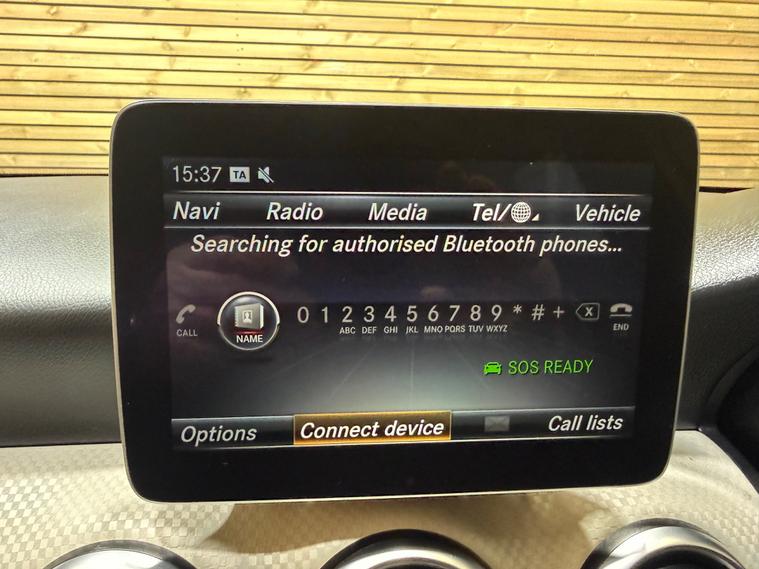 15:37 TA
Navi Radio Media Tel/ Vehicle
Searching for authorised Bluetooth phones...
0 1 2 3 4 5 6 7 8 9 * # + X
CALL NAME ABC DEF GHI JKL MNO PQRS TUV WXYZ END
SOS READY
Options Connect device Call lists